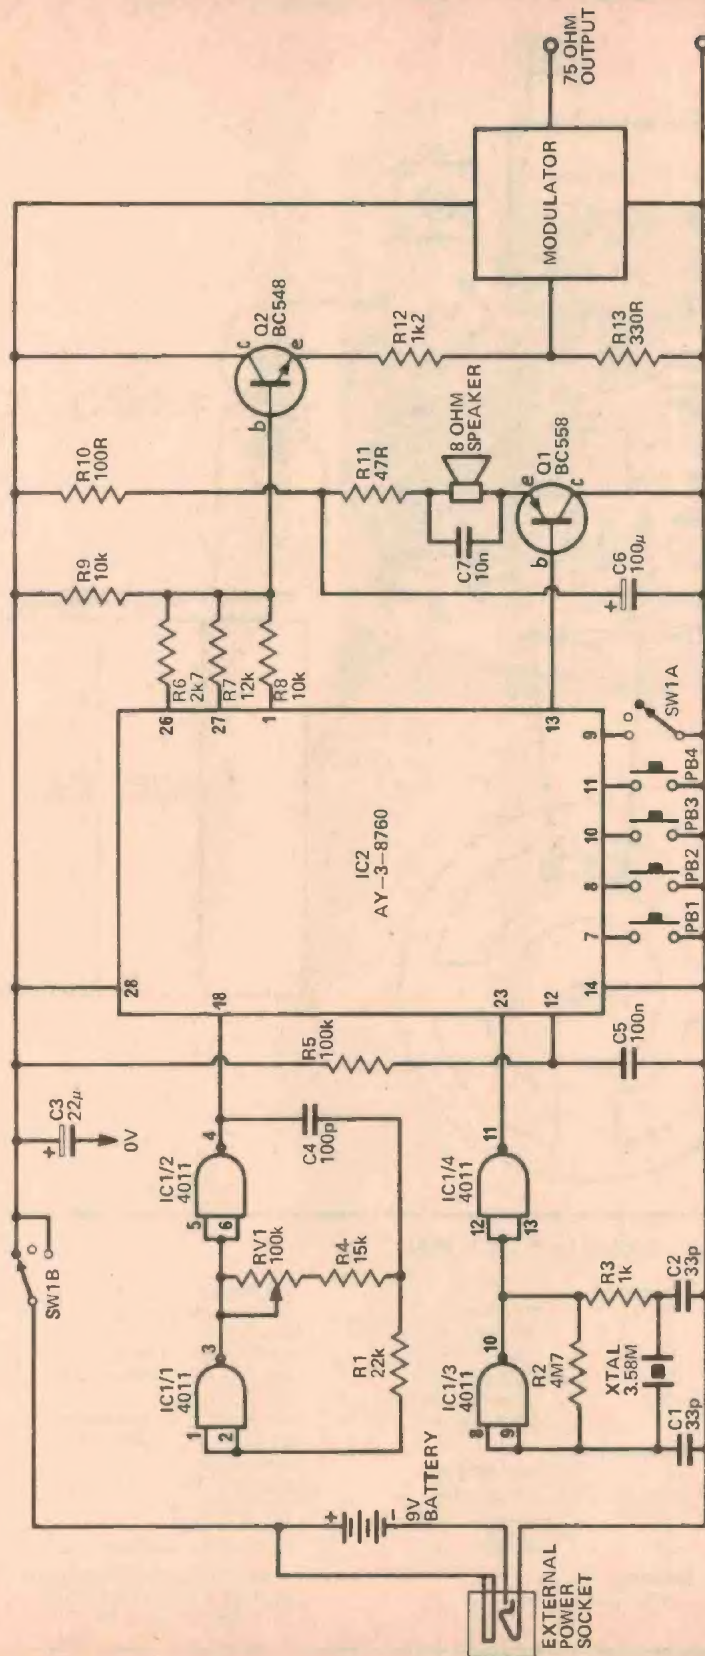 SW1B
+
C3
22µ
0V
28
18
23
12
14
IC2
AY–3–8760
26
27
1
13
9
11
10
8
7
R9
10k
R10
100R
R6
2k7
R7
12k
R8
10k
b
c
e
Q2
BC548
R11
47R
R12
1k2
R13
330R
8 OHM
SPEAKER
C7
10n
b
e
c
Q1
BC558
+
C6
100µ
MODULATOR
75 OHM
OUTPUT
IC1/1
4011
1
2
3
IC1/2
4011
5
6
4
RV1
100k
R4
15k
C4
100p
R1
22k
R5
100k
C5
100n
IC1/3
4011
8
9
10
IC1/4
4011
12
13
11
R2
4M7
R3
1k
XTAL
3.58M
C1
33p
C2
33p
PB1
PB2
PB3
PB4
SW1A
+
-
9V
BATTERY
EXTERNAL
POWER
SOCKET